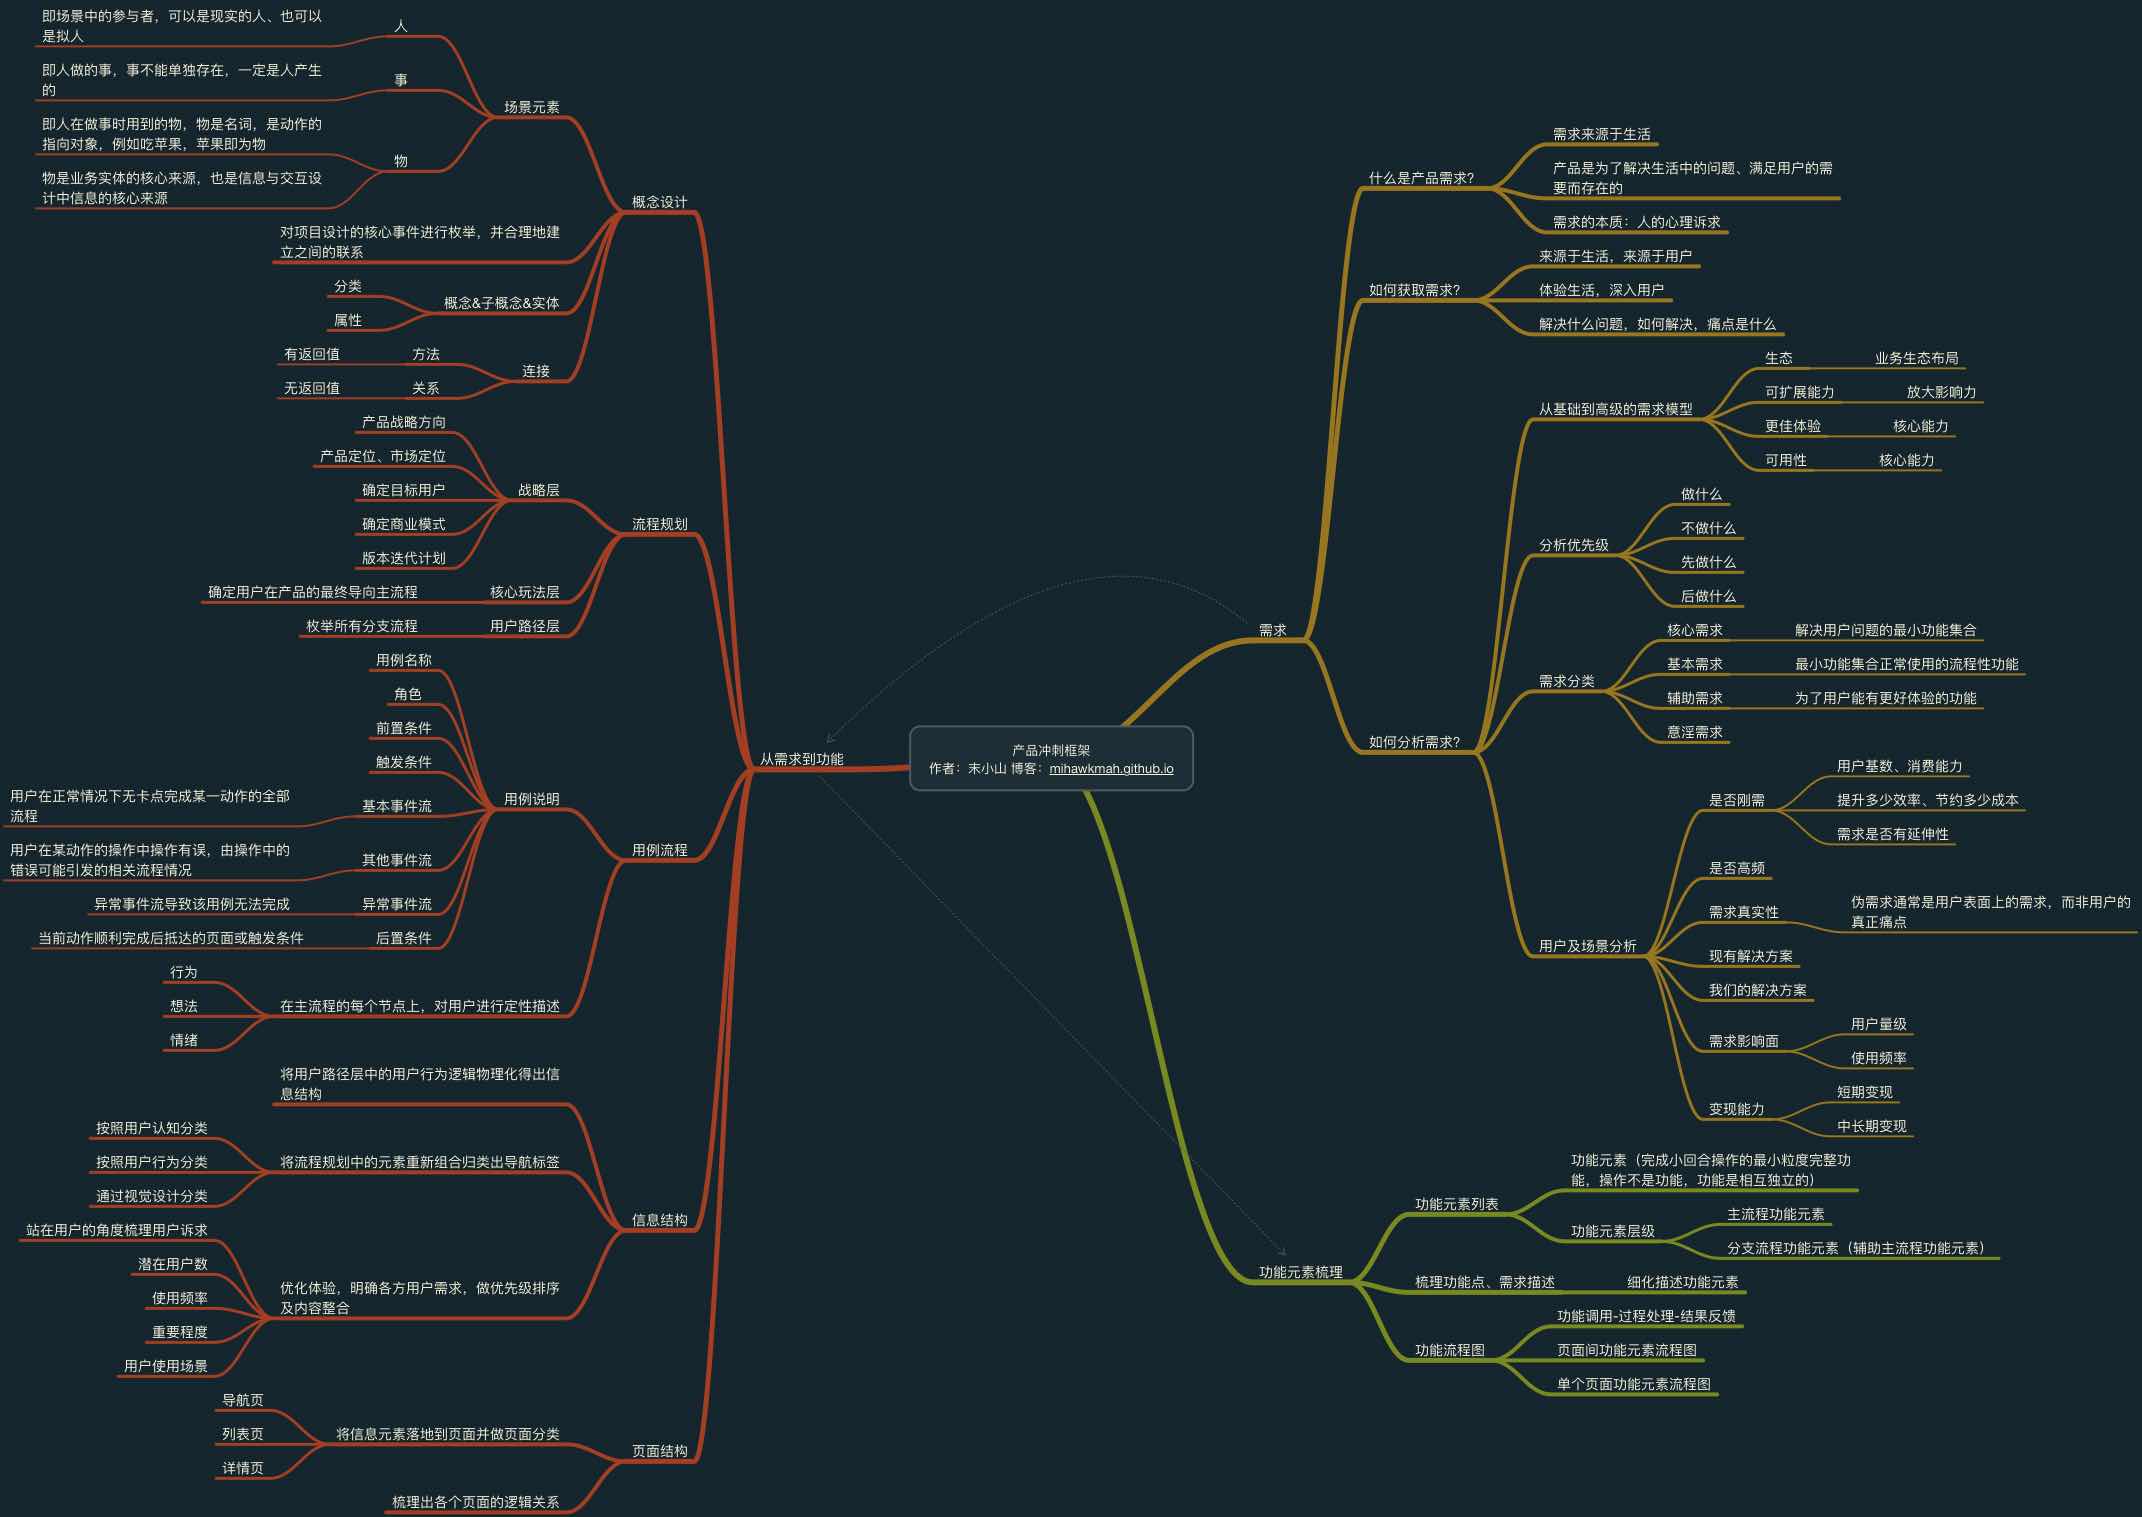 产品冲刺框架
作者：末小山 博客：mihawkmah.github.io
需求
什么是产品需求？
需求来源于生活
产品是为了解决生活中的问题、满足用户的需
要而存在的
需求的本质：人的心理诉求
如何获取需求？
来源于生活，来源于用户
体验生活，深入用户
解决什么问题，如何解决，痛点是什么
如何分析需求？
从基础到高级的需求模型
生态
业务生态布局
可扩展能力
放大影响力
更佳体验
核心能力
可用性
核心能力
分析优先级
做什么
不做什么
先做什么
后做什么
需求分类
核心需求
解决用户问题的最小功能集合
基本需求
最小功能集合正常使用的流程性功能
辅助需求
为了用户能有更好体验的功能
意淫需求
用户及场景分析
是否刚需
用户基数、消费能力
提升多少效率、节约多少成本
需求是否有延伸性
是否高频
需求真实性
伪需求通常是用户表面上的需求，而非用户的
真正痛点
现有解决方案
我们的解决方案
需求影响面
用户量级
使用频率
变现能力
短期变现
中长期变现
功能元素梳理
功能元素列表
功能元素（完成小回合操作的最小粒度完整功
能，操作不是功能，功能是相互独立的）
功能元素层级
主流程功能元素
分支流程功能元素（辅助主流程功能元素）
梳理功能点、需求描述
细化描述功能元素
功能流程图
功能调用-过程处理-结果反馈
页面间功能元素流程图
单个页面功能元素流程图
从需求到功能
概念设计
场景元素
人
即场景中的参与者，可以是现实的人、也可以
是拟人
事
即人做的事，事不能单独存在，一定是人产生
的
物
即人在做事时用到的物，物是名词，是动作的
指向对象，例如吃苹果，苹果即为物
物是业务实体的核心来源，也是信息与交互设
计中信息的核心来源
对项目设计的核心事件进行枚举，并合理地建
立之间的联系
概念&子概念&实体
分类
属性
连接
方法
有返回值
关系
无返回值
流程规划
战略层
产品战略方向
产品定位、市场定位
确定目标用户
确定商业模式
版本迭代计划
核心玩法层
确定用户在产品的最终导向主流程
用户路径层
枚举所有分支流程
用例流程
用例说明
用例名称
角色
前置条件
触发条件
基本事件流
用户在正常情况下无卡点完成某一动作的全部
流程
其他事件流
用户在某动作的操作中操作有误，由操作中的
错误可能引发的相关流程情况
异常事件流
异常事件流导致该用例无法完成
后置条件
当前动作顺利完成后抵达的页面或触发条件
在主流程的每个节点上，对用户进行定性描述
行为
想法
情绪
信息结构
将用户路径层中的用户行为逻辑物理化得出信
息结构
将流程规划中的元素重新组合归类出导航标签
按照用户认知分类
按照用户行为分类
通过视觉设计分类
优化体验，明确各方用户需求，做优先级排序
及内容整合
站在用户的角度梳理用户诉求
潜在用户数
使用频率
重要程度
用户使用场景
页面结构
将信息元素落地到页面并做页面分类
导航页
列表页
详情页
梳理出各个页面的逻辑关系